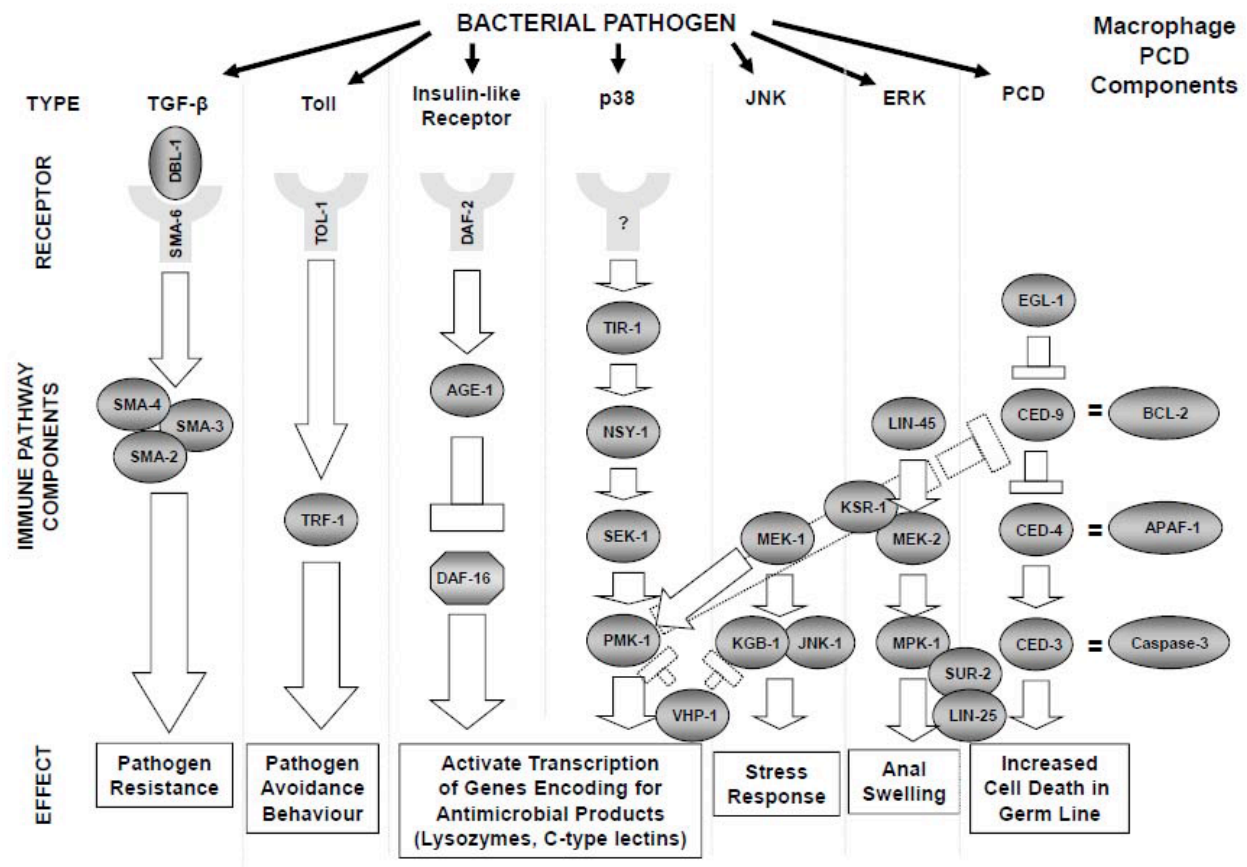 BACTERIAL PATHOGEN
Macrophage
PCD
Components
TYPE
TGF-β
Toll
Insulin-like
Receptor
p38
JNK
ERK
PCD
RECEPTOR
DBL-1
SMA-6
TOL-1
DAF-2
?
IMMUNE PATHWAY
COMPONENTS
EGL-1
TIR-1
AGE-1
SMA-4
SMA-3
SMA-2
NSY-1
LIN-45
CED-9
=
BCL-2
TRF-1
SEK-1
MEK-1
KSR-1
MEK-2
CED-4
=
APAF-1
DAF-16
PMK-1
KGB-1
JNK-1
MPK-1
SUR-2
LIN-25
CED-3
=
Caspase-3
VHP-1
EFFECT
Pathogen
Resistance
Pathogen
Avoidance
Behaviour
Activate Transcription
of Genes Encoding for
Antimicrobial Products
(Lysozymes, C-type lectins)
Stress
Response
Anal
Swelling
Increased
Cell Death in
Germ Line